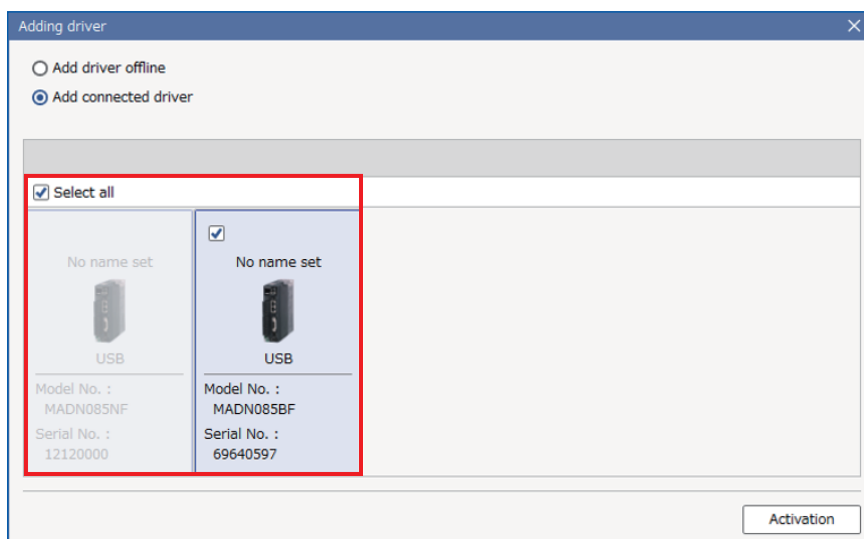 Adding driver
Add driver offline
Add connected driver
Select all
No name set
USB
Model No. :
MADN085NF
Serial No. :
12120000
No name set
USB
Model No. :
MADN085BF
Serial No. :
69640597
Activation